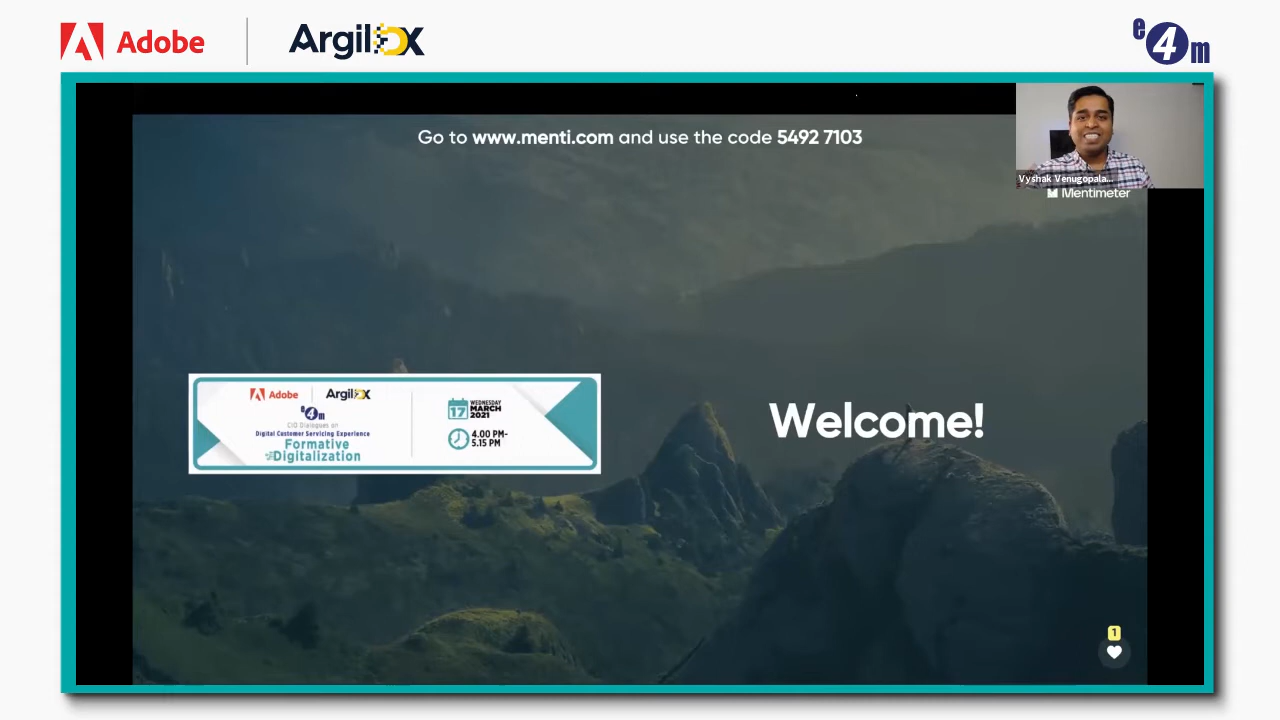 Adobe
ArgilDX
e4m
Go to www.menti.com and use the code 5492 7103
Vyshak Venugopala...
Mentimeter
Adobe
ArgilDX
e4m
CIO Dialogues on
Digital Customer Servicing Experience
Formative
Digitalization
17
WEDNESDAY
MARCH
2021
4.00 PM-
5.15 PM
Welcome!
1